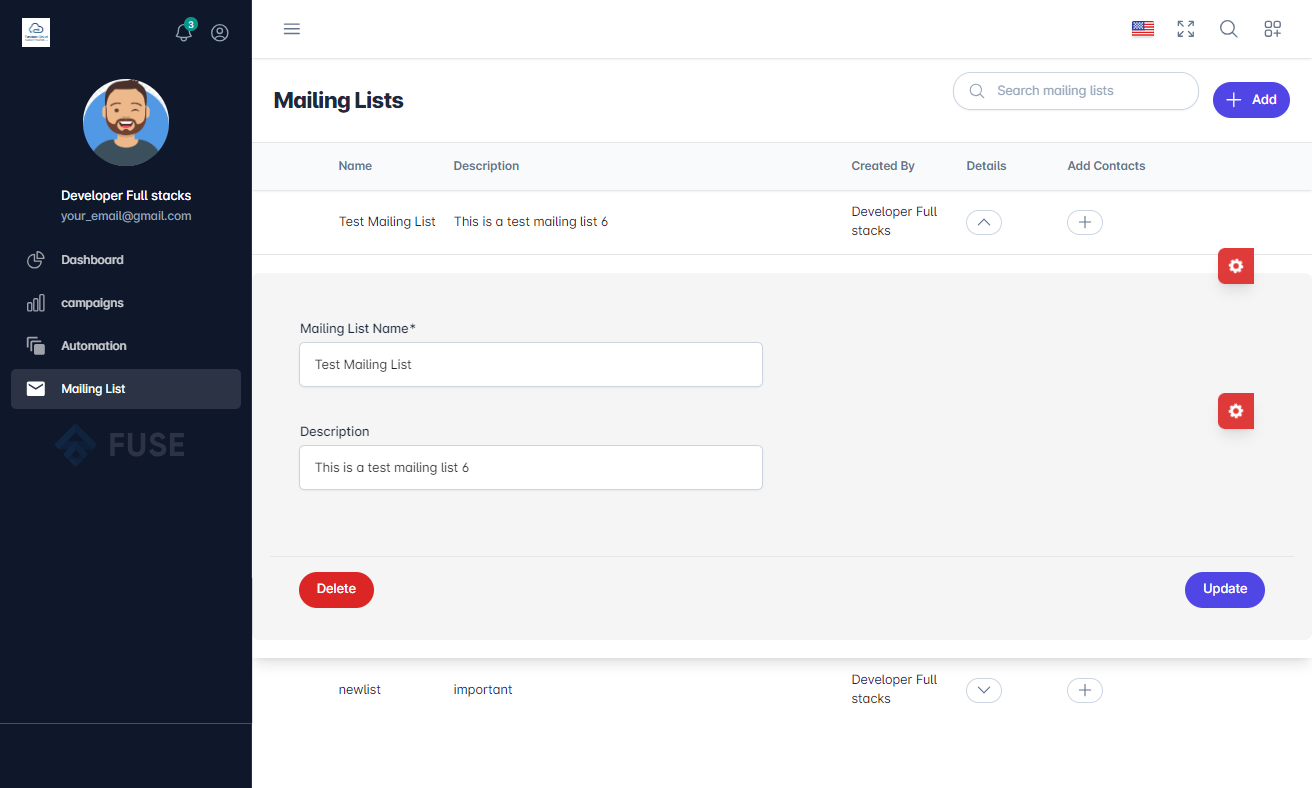 3
Developer Full stacks
your_email@gmail.com
Dashboard
campaigns
Automation
Mailing List
FUSE
Mailing Lists
Search mailing lists
Add
Name Description Created By Details Add Contacts
Test Mailing List This is a test mailing list 6 Developer Full
stacks
Mailing List Name*
Test Mailing List
Description
This is a test mailing list 6
Delete Update
newlist important Developer Full
stacks